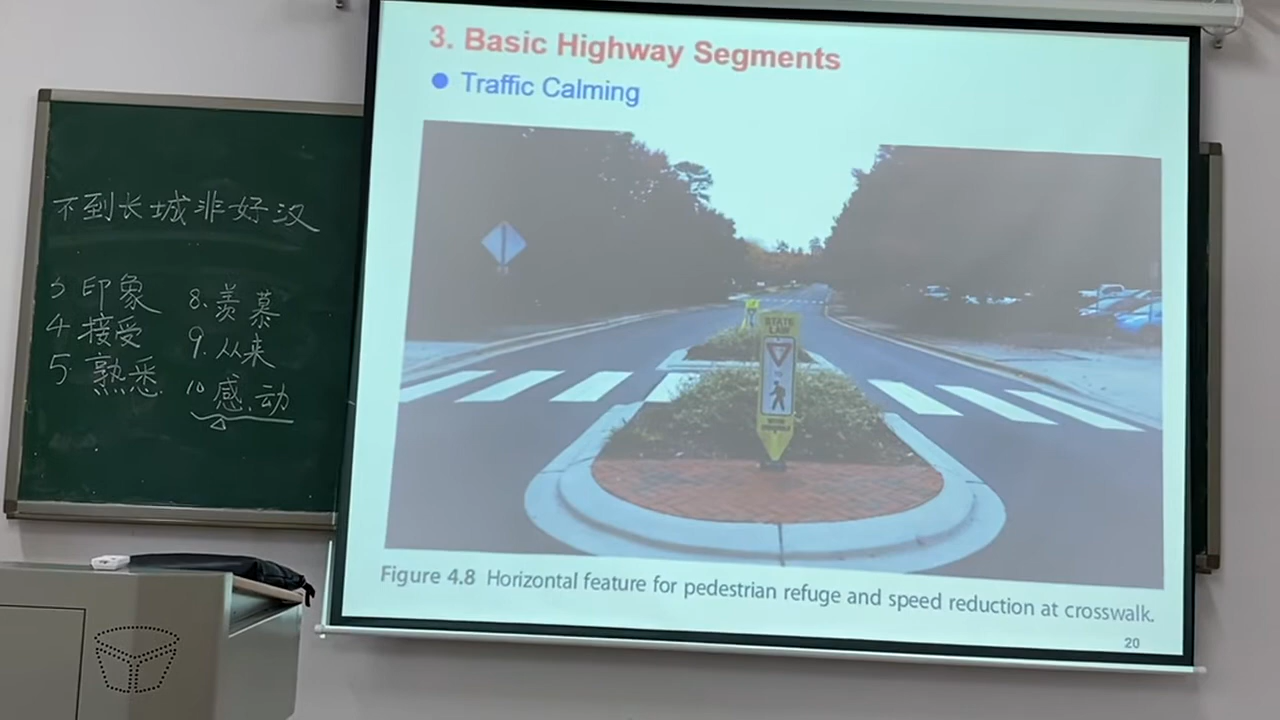 不到长城非好汉
3 印象
4 接受
5 熟悉
8. 羡慕
9. 从来
10 感动
3. Basic Highway Segments
● Traffic Calming
STATE
LAW
Figure 4.8 Horizontal feature for pedestrian refuge and speed reduction at crosswalk.
20